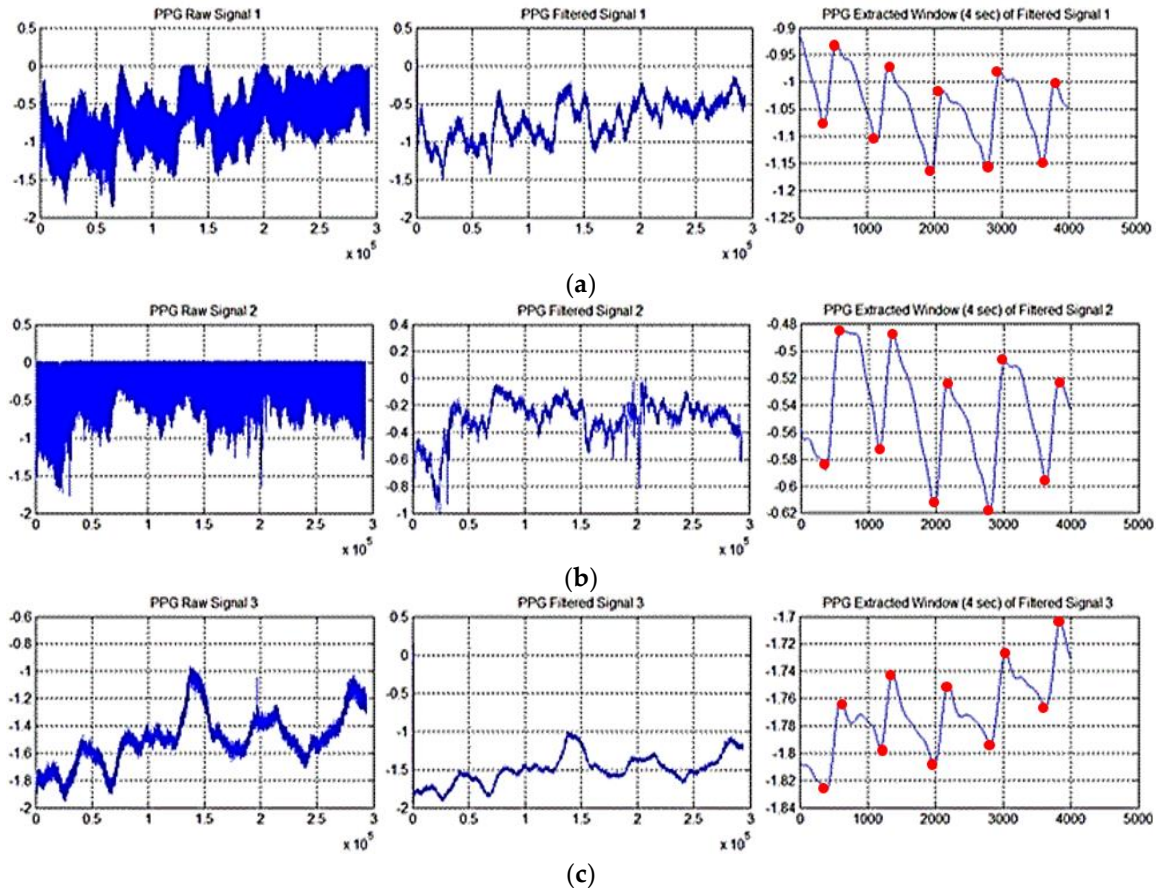 PPG Raw Signal 1 PPG Filtered Signal 1 PPG Extracted Window (4 sec) of Filtered Signal 1
0.5 0.5 -0.9
0 0 -0.95
-0.5 -0.5 -1
-1 -1 -1.05
-1.5 -1.5 -1.1
-2 -2 -1.15
-1.2
-1.25
0 0.5 1 1.5 2 2.5 3 0 0.5 1 1.5 2 2.5 3 0 1000 2000 3000 4000 5000
x 10^5 x 10^5
(a)
PPG Raw Signal 2 PPG Filtered Signal 2 PPG Extracted Window (4 sec) of Filtered Signal 2
0.5 0.4 -0.48
0 0.2 -0.5
-0.5 0 -0.52
-1 -0.2 -0.54
-1.5 -0.4 -0.56
-2 -0.6 -0.58
-0.8 -0.6
-1 -0.62
0 0.5 1 1.5 2 2.5 3 0 0.5 1 1.5 2 2.5 3 0 1000 2000 3000 4000 5000
x 10^5 x 10^5
(b)
PPG Raw Signal 3 PPG Filtered Signal 3 PPG Extracted Window (4 sec) of Filtered Signal 3
-0.6 0.5 -1.7
-0.8 0 -1.72
-1 -0.5 -1.74
-1.2 -1 -1.76
-1.4 -1.5 -1.78
-1.6 -2 -1.8
-1.8 -1.82
-2 -1.84
0 0.5 1 1.5 2 2.5 3 0 0.5 1 1.5 2 2.5 3 0 1000 2000 3000 4000 5000
x 10^5 x 10^5
(c)